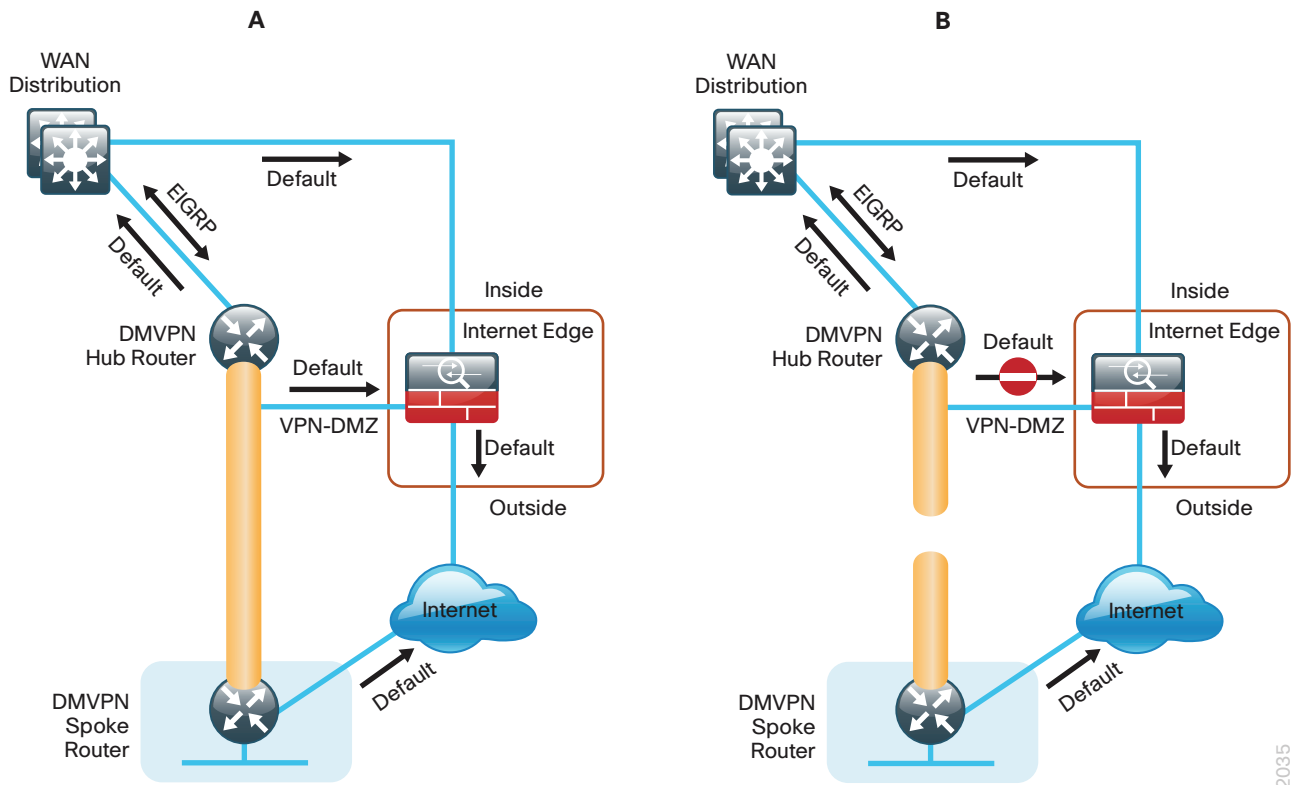 A
WAN
Distribution
Default
EIGRP
Default
Inside
DMVPN
Hub Router
Internet Edge
Default
VPN-DMZ
Default
Outside
Internet
Default
DMVPN
Spoke
Router
B
WAN
Distribution
Default
EIGRP
Default
Inside
DMVPN
Hub Router
Internet Edge
Default
VPN-DMZ
Default
Outside
Internet
Default
DMVPN
Spoke
Router
2035